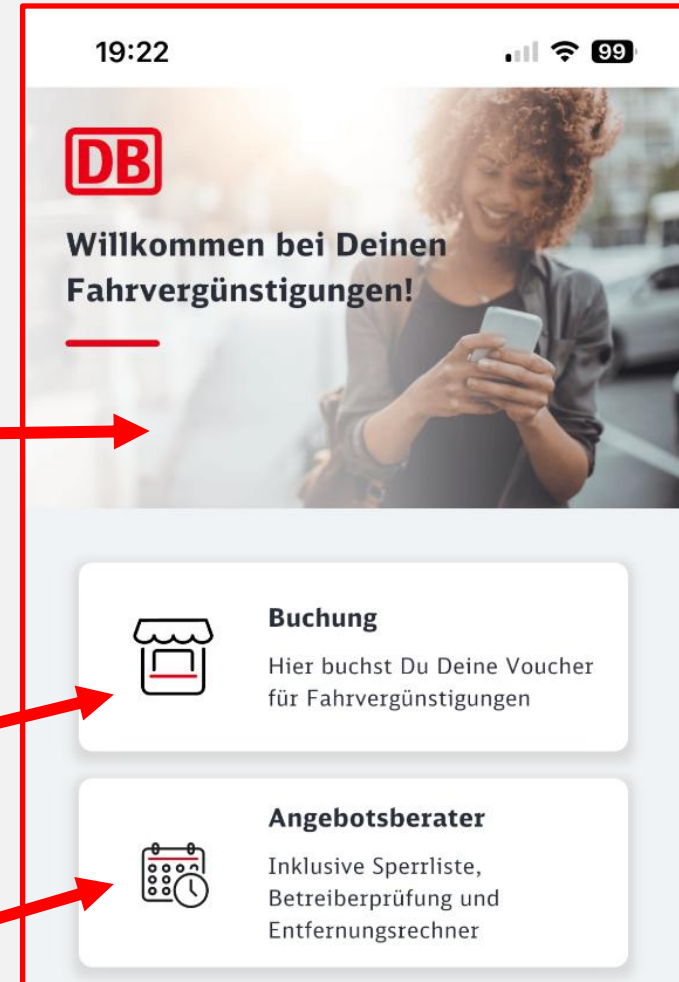 19:22
99
DB
Willkommen bei Deinen
Fahrvergünstigungen!
Buchung
Hier buchst Du Deine Voucher
für Fahrvergünstigungen
Angebotsberater
Inklusive Sperrliste,
Betreiberprüfung und
Entfernungsrechner